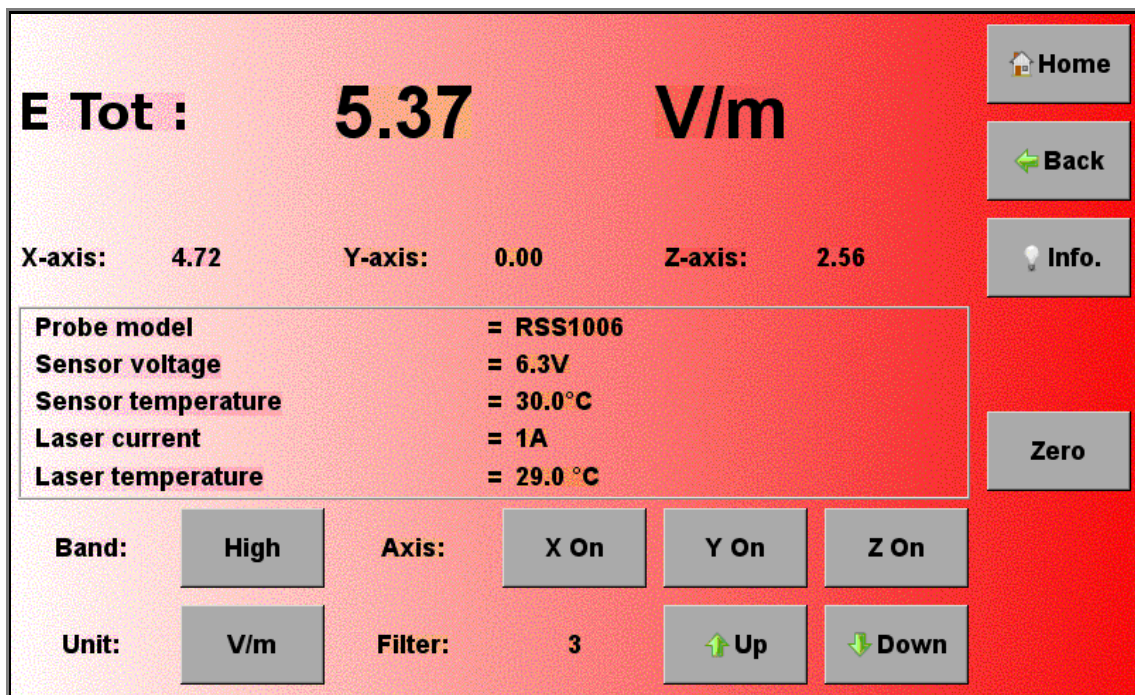 E Tot : 5.37 V/m
X-axis: 4.72 Y-axis: 0.00 Z-axis: 2.56
Probe model = RSS1006
Sensor voltage = 6.3V
Sensor temperature = 30.0°C
Laser current = 1A
Laser temperature = 29.0 °C
Band: High Axis: X On Y On Z On
Unit: V/m Filter: 3 Up Down
Home
Back
Info.
Zero